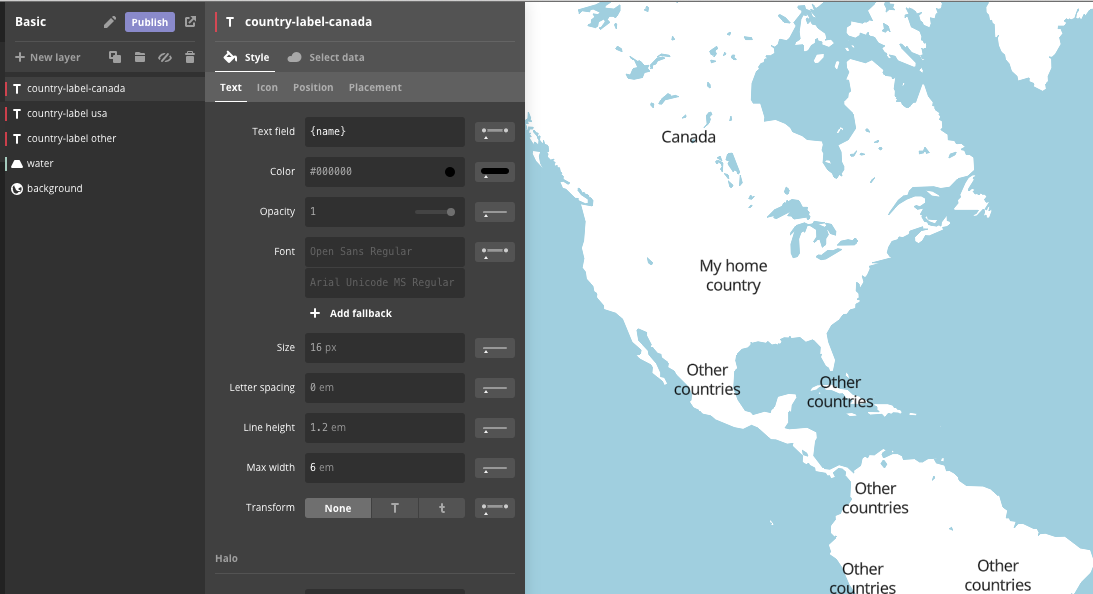 Basic
Publish
New layer
country-label-canada
country-label usa
country-label other
water
background
T country-label-canada
Style
Select data
Text
Icon
Position
Placement
Text field
{name}
Color
#000000
Opacity
1
Font
Open Sans Regular
Arial Unicode MS Regular
Add fallback
Size
16 px
Letter spacing
0 em
Line height
1.2 em
Max width
6 em
Transform
None
T
t
Halo
Canada
My home
country
Other
countries
Other
countries
Other
countries
Other
countries
Other
countries